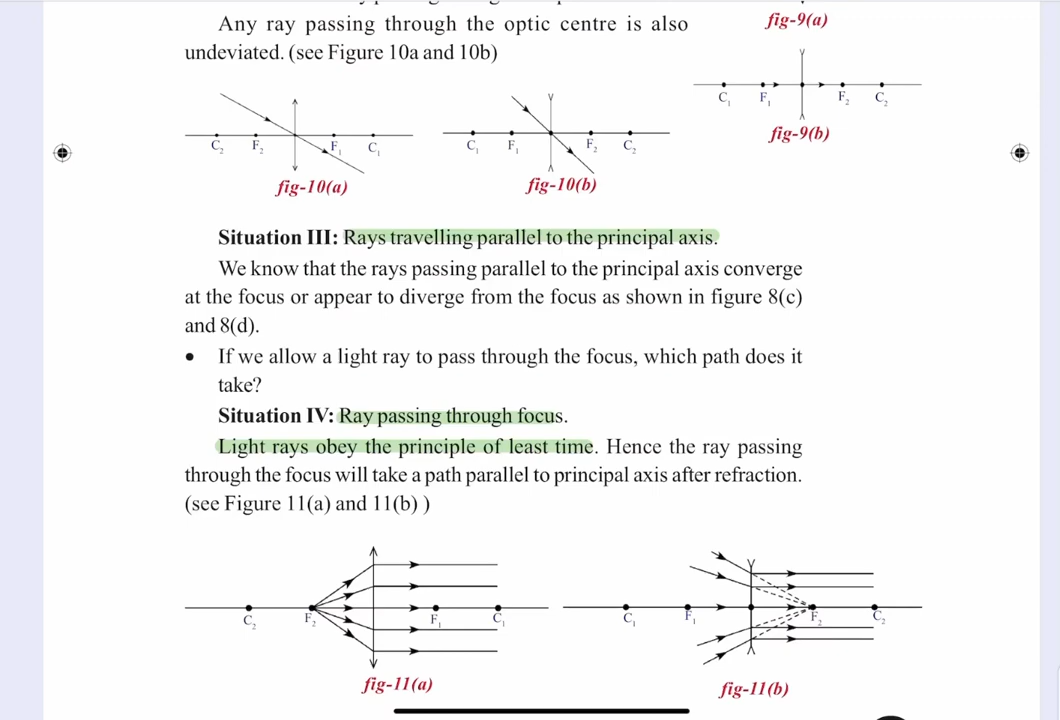 Any ray passing through the optic centre is also
undeviated. (see Figure 10a and 10b)
fig-9(a)
C₁ F₁ F₂ C₂
fig-9(b)
C₂ F₂ F₁ C₁
fig-10(a)
C₁ F₁ F₂ C₂
fig-10(b)
Situation III: Rays travelling parallel to the principal axis.
We know that the rays passing parallel to the principal axis converge
at the focus or appear to diverge from the focus as shown in figure 8(c)
and 8(d).
• If we allow a light ray to pass through the focus, which path does it
take?
Situation IV: Ray passing through focus.
Light rays obey the principle of least time. Hence the ray passing
through the focus will take a path parallel to principal axis after refraction.
(see Figure 11(a) and 11(b) )
C₂ F₂ F₁ C₁
fig-11(a)
C₁ F₁ F₂ C₂
fig-11(b)